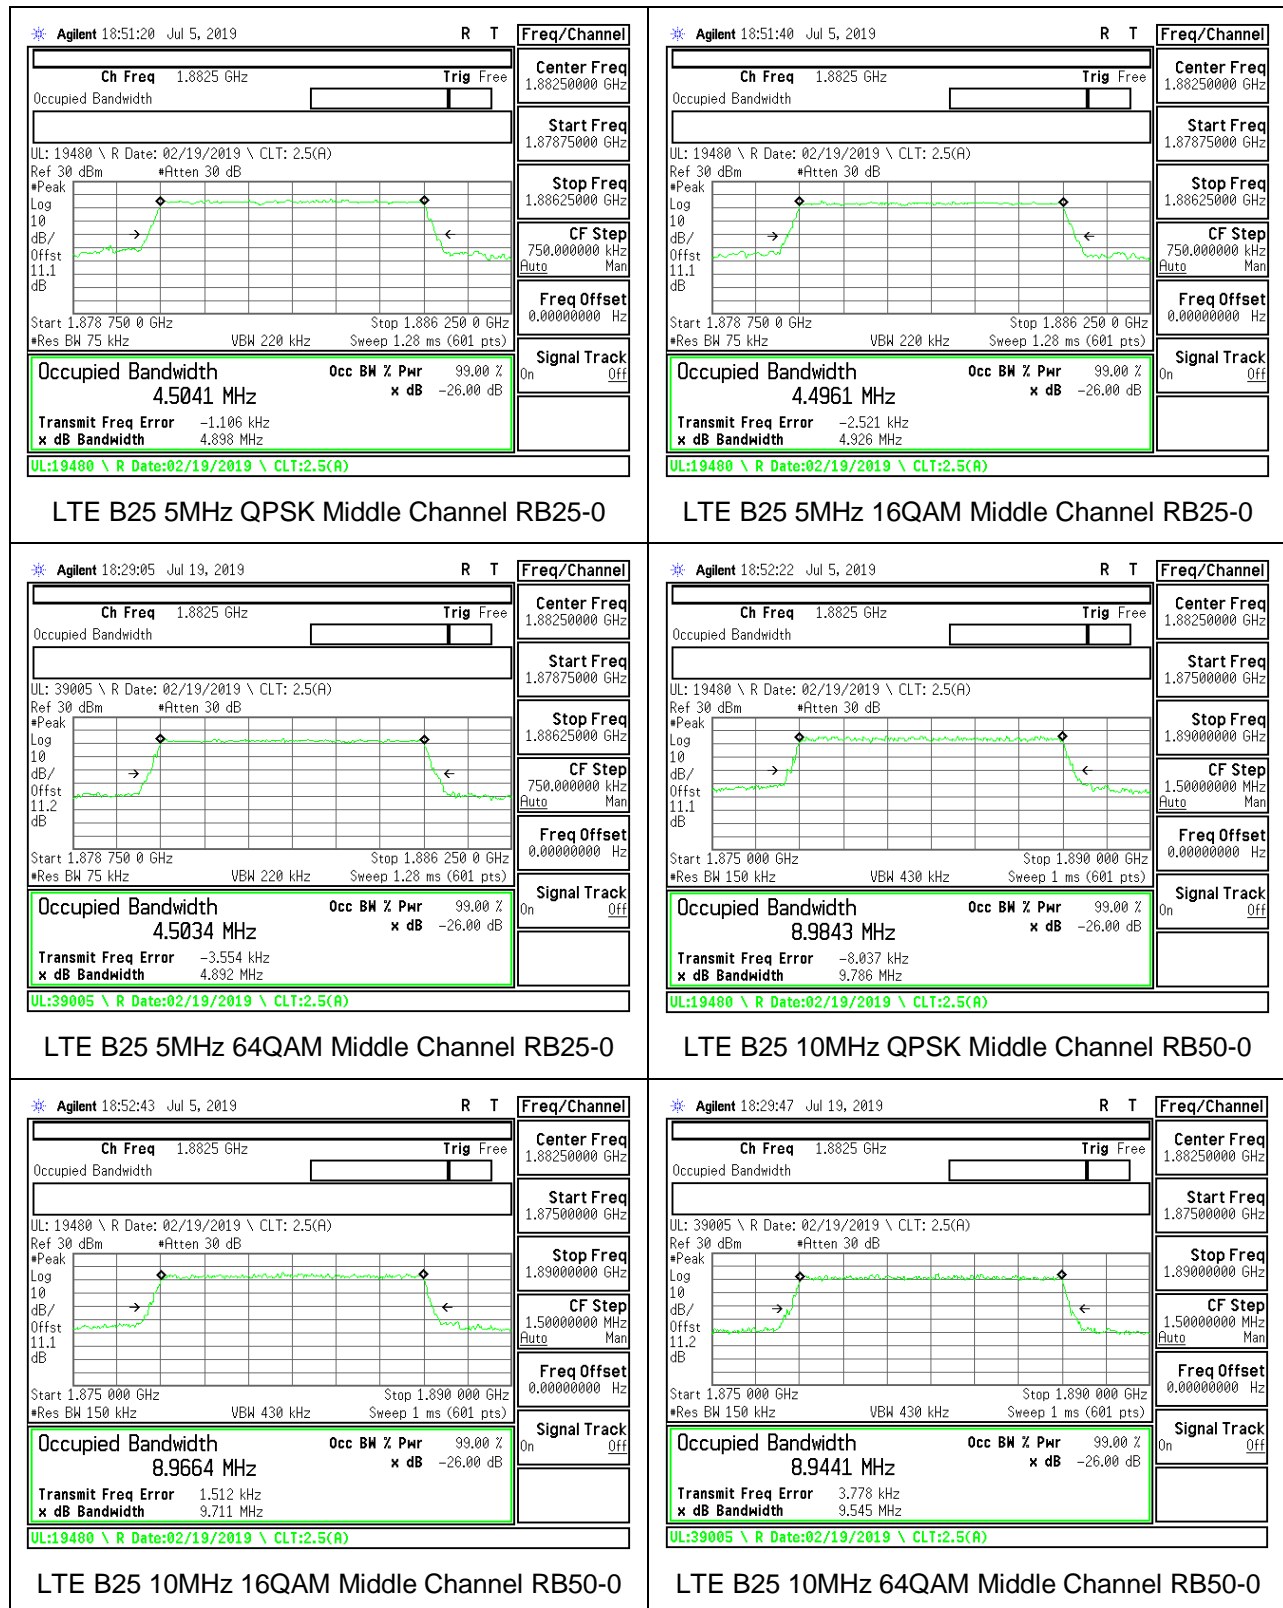 Agilent 18:51:20 Jul 5, 2019 R T Freq/Channel
Ch Freq 1.8825 GHz Trig Free
Occupied Bandwidth
Center Freq
1.88250000 GHz
Start Freq
1.87875000 GHz
Stop Freq
1.88625000 GHz
CF Step
750.000000 kHz
Auto Man
Freq Offset
0.00000000 Hz
Signal Track
On Off
UL: 19480 \ R Date: 02/19/2019 \ CLT: 2.5(A)
Ref 30 dBm #Atten 30 dB
#Peak
Log
10
dB/
Offst
11.1
dB
Start 1.878 750 0 GHz Stop 1.886 250 0 GHz
#Res BW 75 kHz VBW 220 kHz Sweep 1.28 ms (601 pts)
Occupied Bandwidth Occ BW % Pwr 99.00 %
4.5041 MHz x dB -26.00 dB
Transmit Freq Error -1.106 kHz
x dB Bandwidth 4.898 MHz
UL:19480 \ R Date:02/19/2019 \ CLT:2.5(A)
LTE B25 5MHz QPSK Middle Channel RB25-0
Agilent 18:51:40 Jul 5, 2019 R T Freq/Channel
Ch Freq 1.8825 GHz Trig Free
Occupied Bandwidth
Center Freq
1.88250000 GHz
Start Freq
1.87875000 GHz
Stop Freq
1.88625000 GHz
CF Step
750.000000 kHz
Auto Man
Freq Offset
0.00000000 Hz
Signal Track
On Off
UL: 19480 \ R Date: 02/19/2019 \ CLT: 2.5(A)
Ref 30 dBm #Atten 30 dB
#Peak
Log
10
dB/
Offst
11.1
dB
Start 1.878 750 0 GHz Stop 1.886 250 0 GHz
#Res BW 75 kHz VBW 220 kHz Sweep 1.28 ms (601 pts)
Occupied Bandwidth Occ BW % Pwr 99.00 %
4.4961 MHz x dB -26.00 dB
Transmit Freq Error -2.521 kHz
x dB Bandwidth 4.926 MHz
UL:19480 \ R Date:02/19/2019 \ CLT:2.5(A)
LTE B25 5MHz 16QAM Middle Channel RB25-0
Agilent 18:29:05 Jul 19, 2019 R T Freq/Channel
Ch Freq 1.8825 GHz Trig Free
Occupied Bandwidth
Center Freq
1.88250000 GHz
Start Freq
1.87875000 GHz
Stop Freq
1.88625000 GHz
CF Step
750.000000 kHz
Auto Man
Freq Offset
0.00000000 Hz
Signal Track
On Off
UL: 39005 \ R Date: 02/19/2019 \ CLT: 2.5(A)
Ref 30 dBm #Atten 30 dB
#Peak
Log
10
dB/
Offst
11.2
dB
Start 1.878 750 0 GHz Stop 1.886 250 0 GHz
#Res BW 75 kHz VBW 220 kHz Sweep 1.28 ms (601 pts)
Occupied Bandwidth Occ BW % Pwr 99.00 %
4.5034 MHz x dB -26.00 dB
Transmit Freq Error -3.554 kHz
x dB Bandwidth 4.892 MHz
UL:39005 \ R Date:02/19/2019 \ CLT:2.5(A)
LTE B25 5MHz 64QAM Middle Channel RB25-0
Agilent 18:52:22 Jul 5, 2019 R T Freq/Channel
Ch Freq 1.8825 GHz Trig Free
Occupied Bandwidth
Center Freq
1.88250000 GHz
Start Freq
1.87500000 GHz
Stop Freq
1.89000000 GHz
CF Step
1.50000000 MHz
Auto Man
Freq Offset
0.00000000 Hz
Signal Track
On Off
UL: 19480 \ R Date: 02/19/2019 \ CLT: 2.5(A)
Ref 30 dBm #Atten 30 dB
#Peak
Log
10
dB/
Offst
11.1
dB
Start 1.875 000 GHz Stop 1.890 000 GHz
#Res BW 150 kHz VBW 430 kHz Sweep 1 ms (601 pts)
Occupied Bandwidth Occ BW % Pwr 99.00 %
8.9843 MHz x dB -26.00 dB
Transmit Freq Error -8.037 kHz
x dB Bandwidth 9.786 MHz
UL:19480 \ R Date:02/19/2019 \ CLT:2.5(A)
LTE B25 10MHz QPSK Middle Channel RB50-0
Agilent 18:52:43 Jul 5, 2019 R T Freq/Channel
Ch Freq 1.8825 GHz Trig Free
Occupied Bandwidth
Center Freq
1.88250000 GHz
Start Freq
1.87500000 GHz
Stop Freq
1.89000000 GHz
CF Step
1.50000000 MHz
Auto Man
Freq Offset
0.00000000 Hz
Signal Track
On Off
UL: 19480 \ R Date: 02/19/2019 \ CLT: 2.5(A)
Ref 30 dBm #Atten 30 dB
#Peak
Log
10
dB/
Offst
11.1
dB
Start 1.875 000 GHz Stop 1.890 000 GHz
#Res BW 150 kHz VBW 430 kHz Sweep 1 ms (601 pts)
Occupied Bandwidth Occ BW % Pwr 99.00 %
8.9664 MHz x dB -26.00 dB
Transmit Freq Error 1.512 kHz
x dB Bandwidth 9.711 MHz
UL:19480 \ R Date:02/19/2019 \ CLT:2.5(A)
LTE B25 10MHz 16QAM Middle Channel RB50-0
Agilent 18:29:47 Jul 19, 2019 R T Freq/Channel
Ch Freq 1.8825 GHz Trig Free
Occupied Bandwidth
Center Freq
1.88250000 GHz
Start Freq
1.87500000 GHz
Stop Freq
1.89000000 GHz
CF Step
1.50000000 MHz
Auto Man
Freq Offset
0.00000000 Hz
Signal Track
On Off
UL: 39005 \ R Date: 02/19/2019 \ CLT: 2.5(A)
Ref 30 dBm #Atten 30 dB
#Peak
Log
10
dB/
Offst
11.2
dB
Start 1.875 000 GHz Stop 1.890 000 GHz
#Res BW 150 kHz VBW 430 kHz Sweep 1 ms (601 pts)
Occupied Bandwidth Occ BW % Pwr 99.00 %
8.9441 MHz x dB -26.00 dB
Transmit Freq Error 3.778 kHz
x dB Bandwidth 9.545 MHz
UL:39005 \ R Date:02/19/2019 \ CLT:2.5(A)
LTE B25 10MHz 64QAM Middle Channel RB50-0